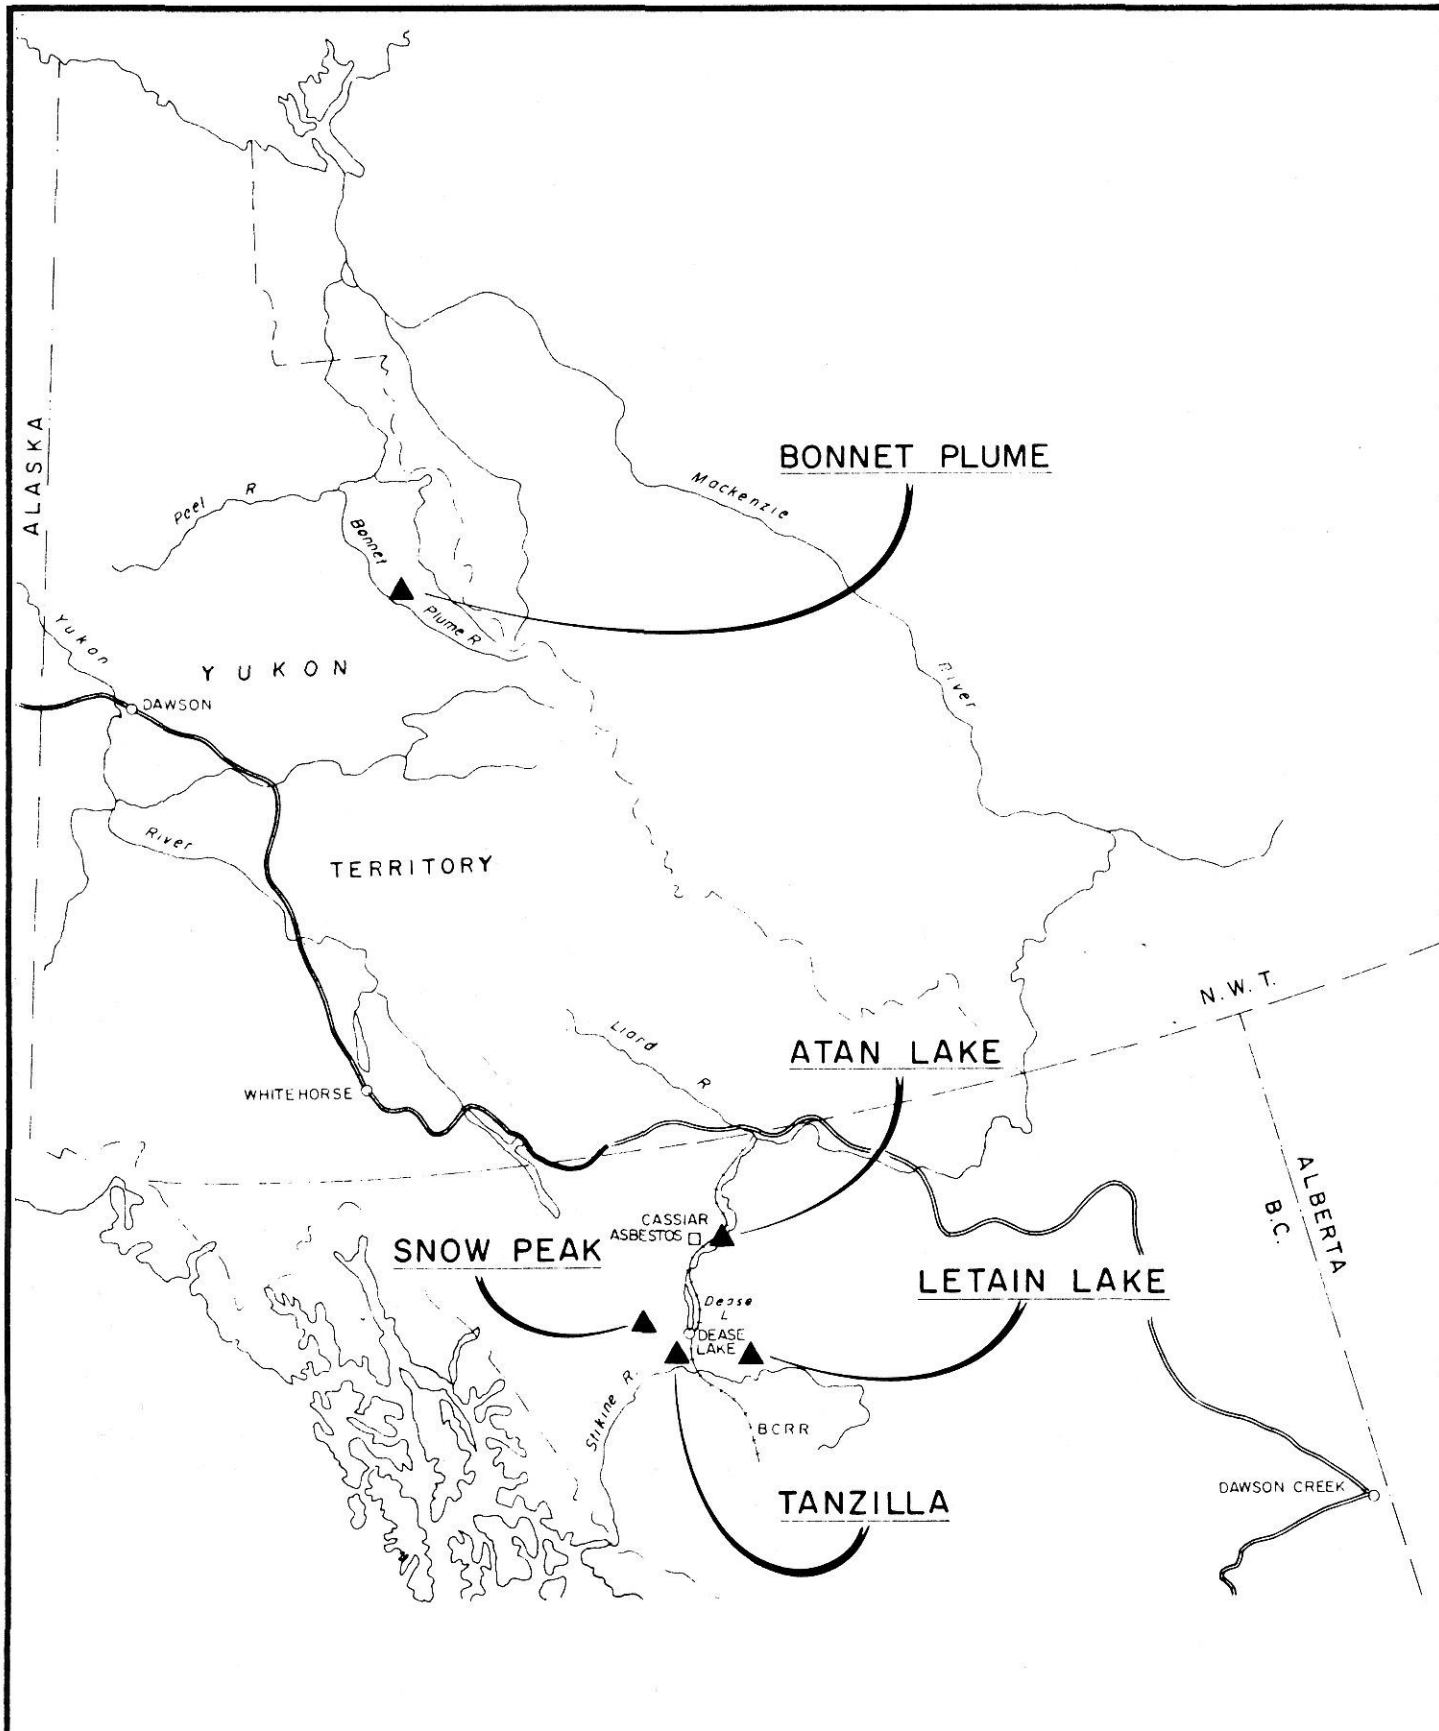 BONNET PLUME
Mackenzie
River
ALASKA
Peel R
Bonnet
Plume R
Yukon
YUKON
DAWSON
River
TERRITORY
N.W.T.
Liard
R
ATAN LAKE
WHITEHORSE
ALBERTA
B.C.
CASSIAR
ASBESTOS
SNOW PEAK
LETAIN LAKE
Dease
L
DEASE
LAKE
Stikine R.
BCRR
DAWSON CREEK
TANZILLA